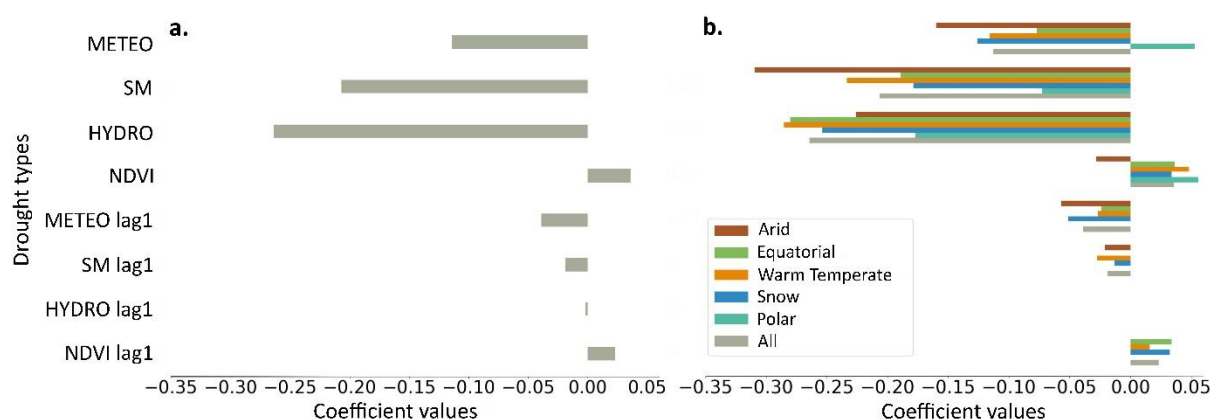 a.
Drought types
METEO
SM
HYDRO
NDVI
METEO lag1
SM lag1
HYDRO lag1
NDVI lag1
−0.35 −0.30 −0.25 −0.20 −0.15 −0.10 −0.05 0.00 0.05
Coefficient values
b.
Arid
Equatorial
Warm Temperate
Snow
Polar
All
−0.35 −0.30 −0.25 −0.20 −0.15 −0.10 −0.05 0.00 0.05
Coefficient values